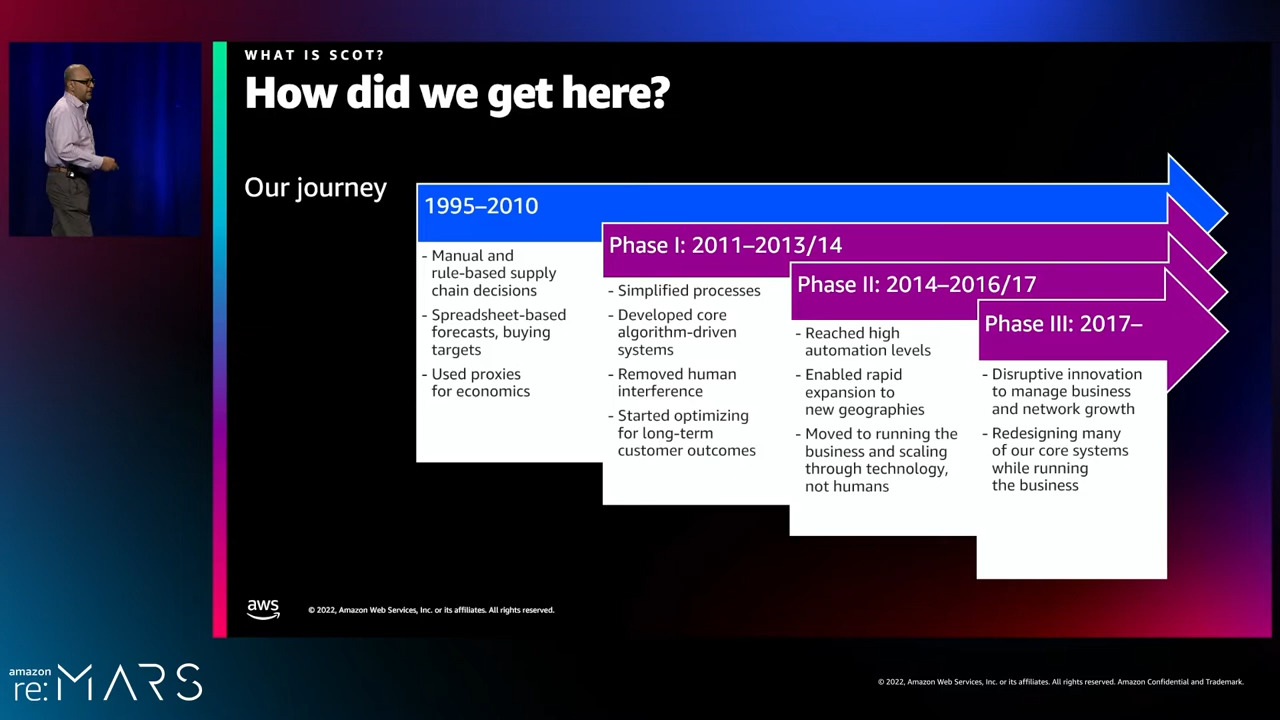 WHAT IS SCOT?
How did we get here?
Our journey
1995–2010
- Manual and
rule-based supply
chain decisions
- Spreadsheet-based
forecasts, buying
targets
- Used proxies
for economics
Phase I: 2011–2013/14
- Simplified processes
- Developed core
algorithm-driven
systems
- Removed human
interference
- Started optimizing
for long-term
customer outcomes
Phase II: 2014–2016/17
- Reached high
automation levels
- Enabled rapid
expansion to
new geographies
- Moved to running the
business and scaling
through technology,
not humans
Phase III: 2017–
- Disruptive innovation
to manage business
and network growth
- Redesigning many
of our core systems
while running
the business
aws
© 2022, Amazon Web Services, Inc. or its affiliates. All rights reserved.
amazon
re:MARS
© 2022, Amazon Web Services, Inc. or its affiliates. All rights reserved. Amazon Confidential and Trademark.